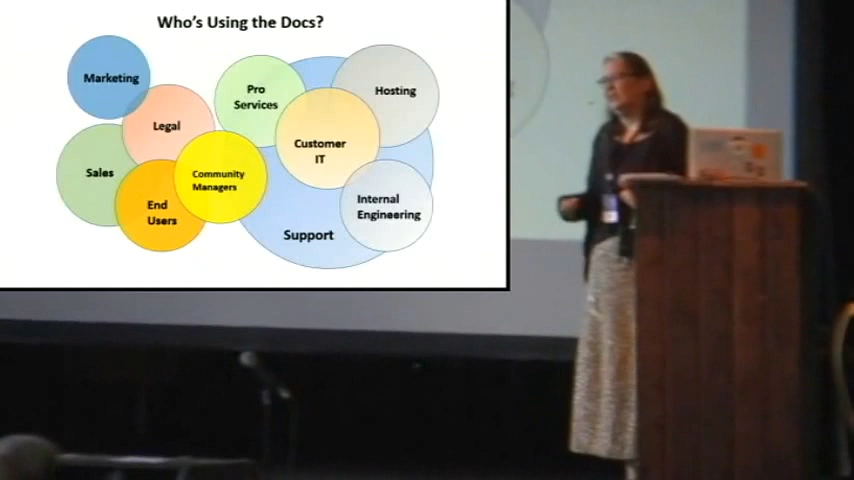 Who's Using the Docs?
Marketing
Pro
Services
Hosting
Legal
Customer
IT
Sales
Community
Managers
End
Users
Internal
Engineering
Support